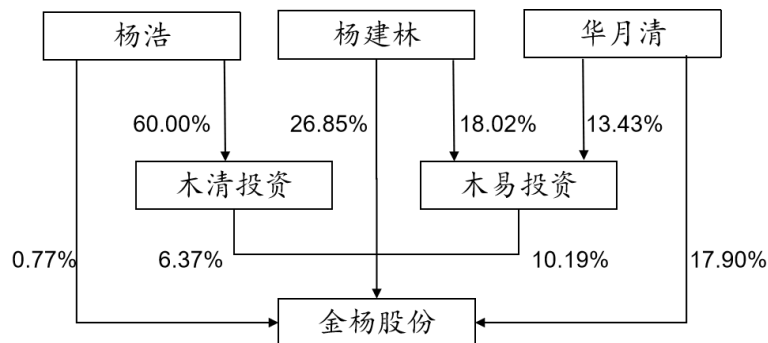 杨浩
杨建林
华月清
60.00%
26.85%
18.02%
13.43%
木清投资
木易投资
0.77%
6.37%
10.19%
17.90%
金杨股份